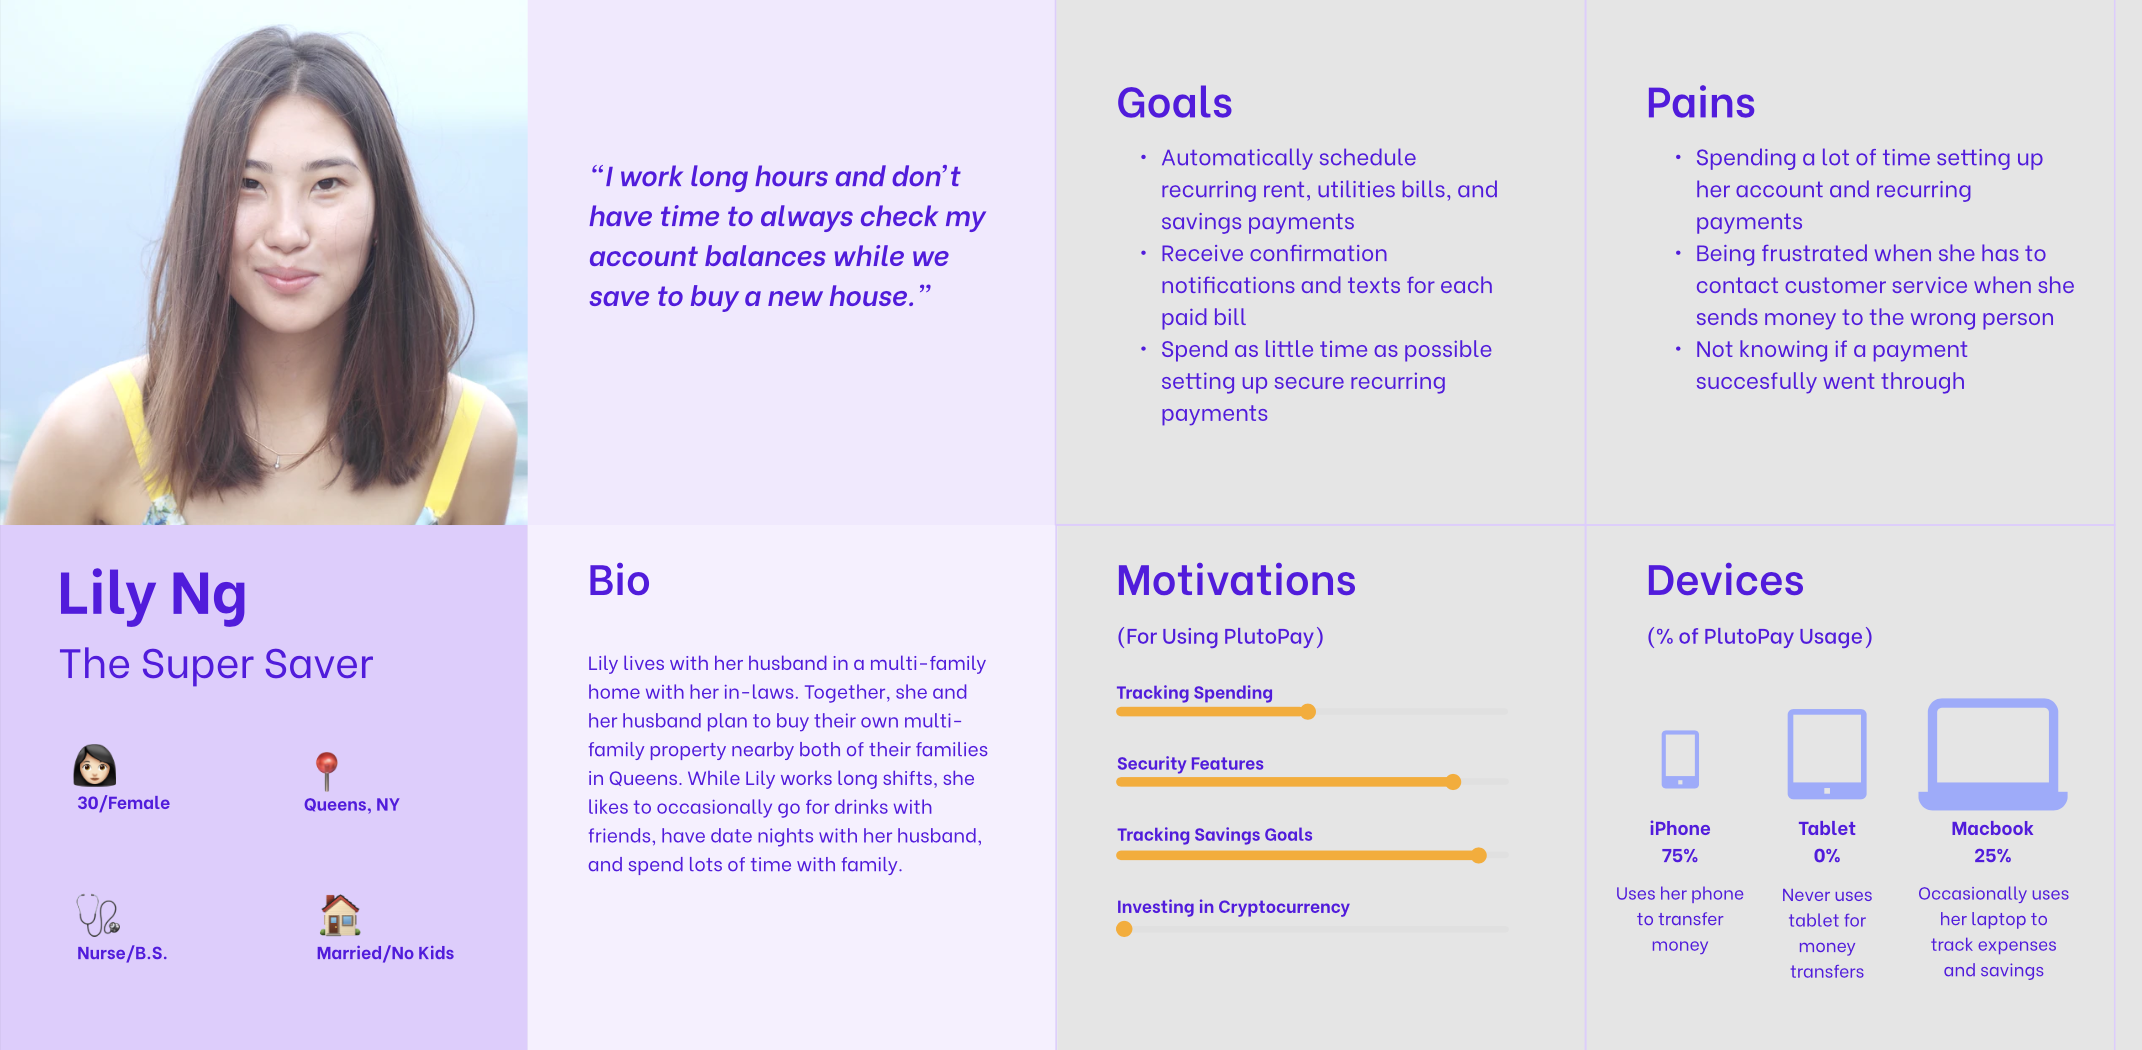 “I work long hours and don’t
have time to always check my
account balances while we
save to buy a new house.”
Goals
• Automatically schedule
recurring rent, utilities bills, and
savings payments
• Receive confirmation
notifications and texts for each
paid bill
• Spend as little time as possible
setting up secure recurring
payments
Pains
• Spending a lot of time setting up
her account and recurring
payments
• Being frustrated when she has to
contact customer service when she
sends money to the wrong person
• Not knowing if a payment
succesfully went through
Lily Ng
The Super Saver
30/Female
Queens, NY
Nurse/B.S.
Married/No Kids
Bio
Lily lives with her husband in a multi-family
home with her in-laws. Together, she and
her husband plan to buy their own multi-
family property nearby both of their families
in Queens. While Lily works long shifts, she
likes to occasionally go for drinks with
friends, have date nights with her husband,
and spend lots of time with family.
Motivations
(For Using PlutoPay)
Tracking Spending
Security Features
Tracking Savings Goals
Investing in Cryptocurrency
Devices
(% of PlutoPay Usage)
iPhone
75%
Uses her phone
to transfer
money
Tablet
0%
Never uses
tablet for
money
transfers
Macbook
25%
Occasionally uses
her laptop to
track expenses
and savings